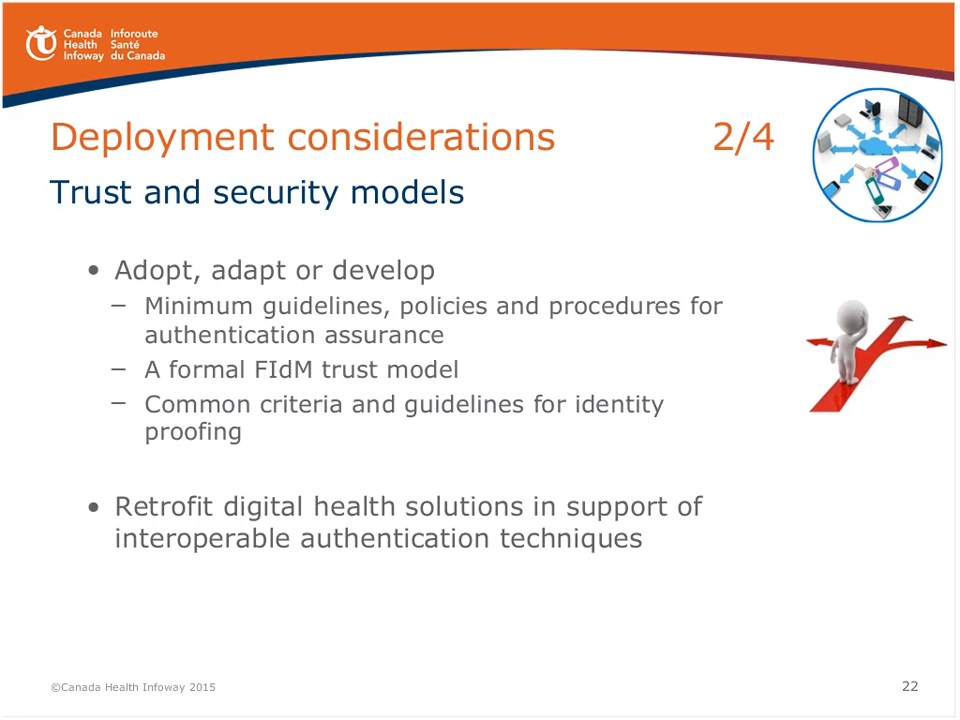 Canada Inforoute
Health Santé
Infoway du Canada
Deployment considerations 2/4
Trust and security models
• Adopt, adapt or develop
− Minimum guidelines, policies and procedures for
authentication assurance
− A formal FIdM trust model
− Common criteria and guidelines for identity
proofing
• Retrofit digital health solutions in support of
interoperable authentication techniques
©Canada Health Infoway 2015
22